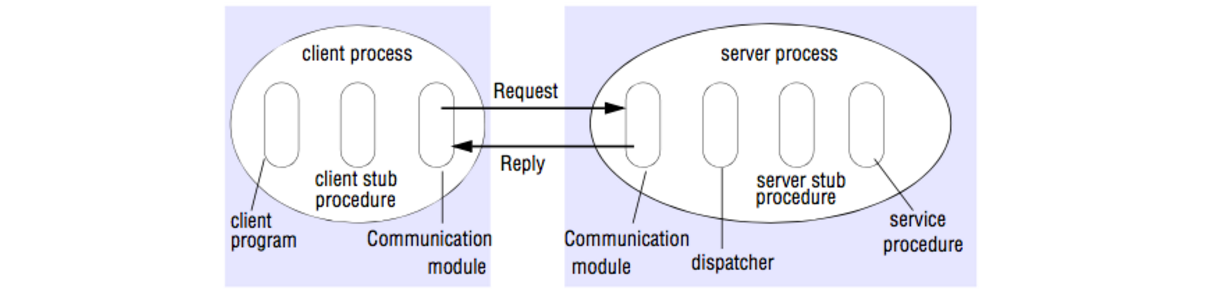 client process
server process
Request
Reply
client stub
procedure
server stub
procedure
client
program
Communication
module
Communication
module
dispatcher
service
procedure